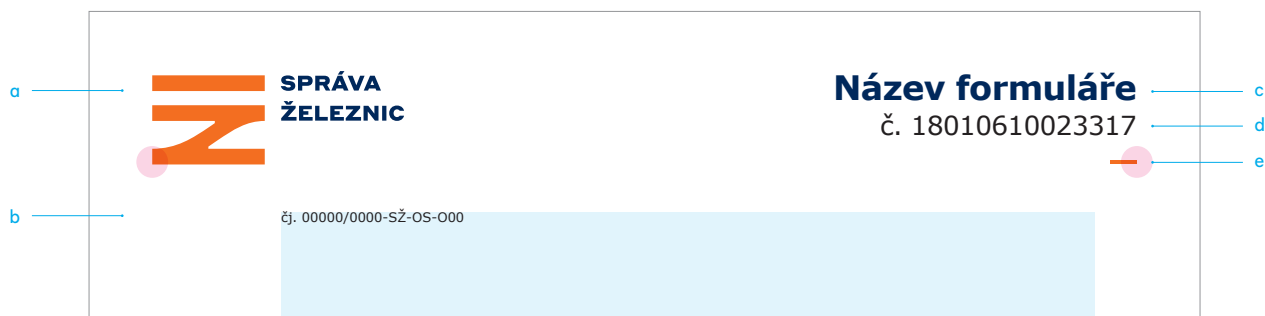 a
SPRÁVA
ŽELEZNIC
Název formuláře
c
č. 18010610023317
d
e
b
čj. 00000/0000-SŽ-OS-O00